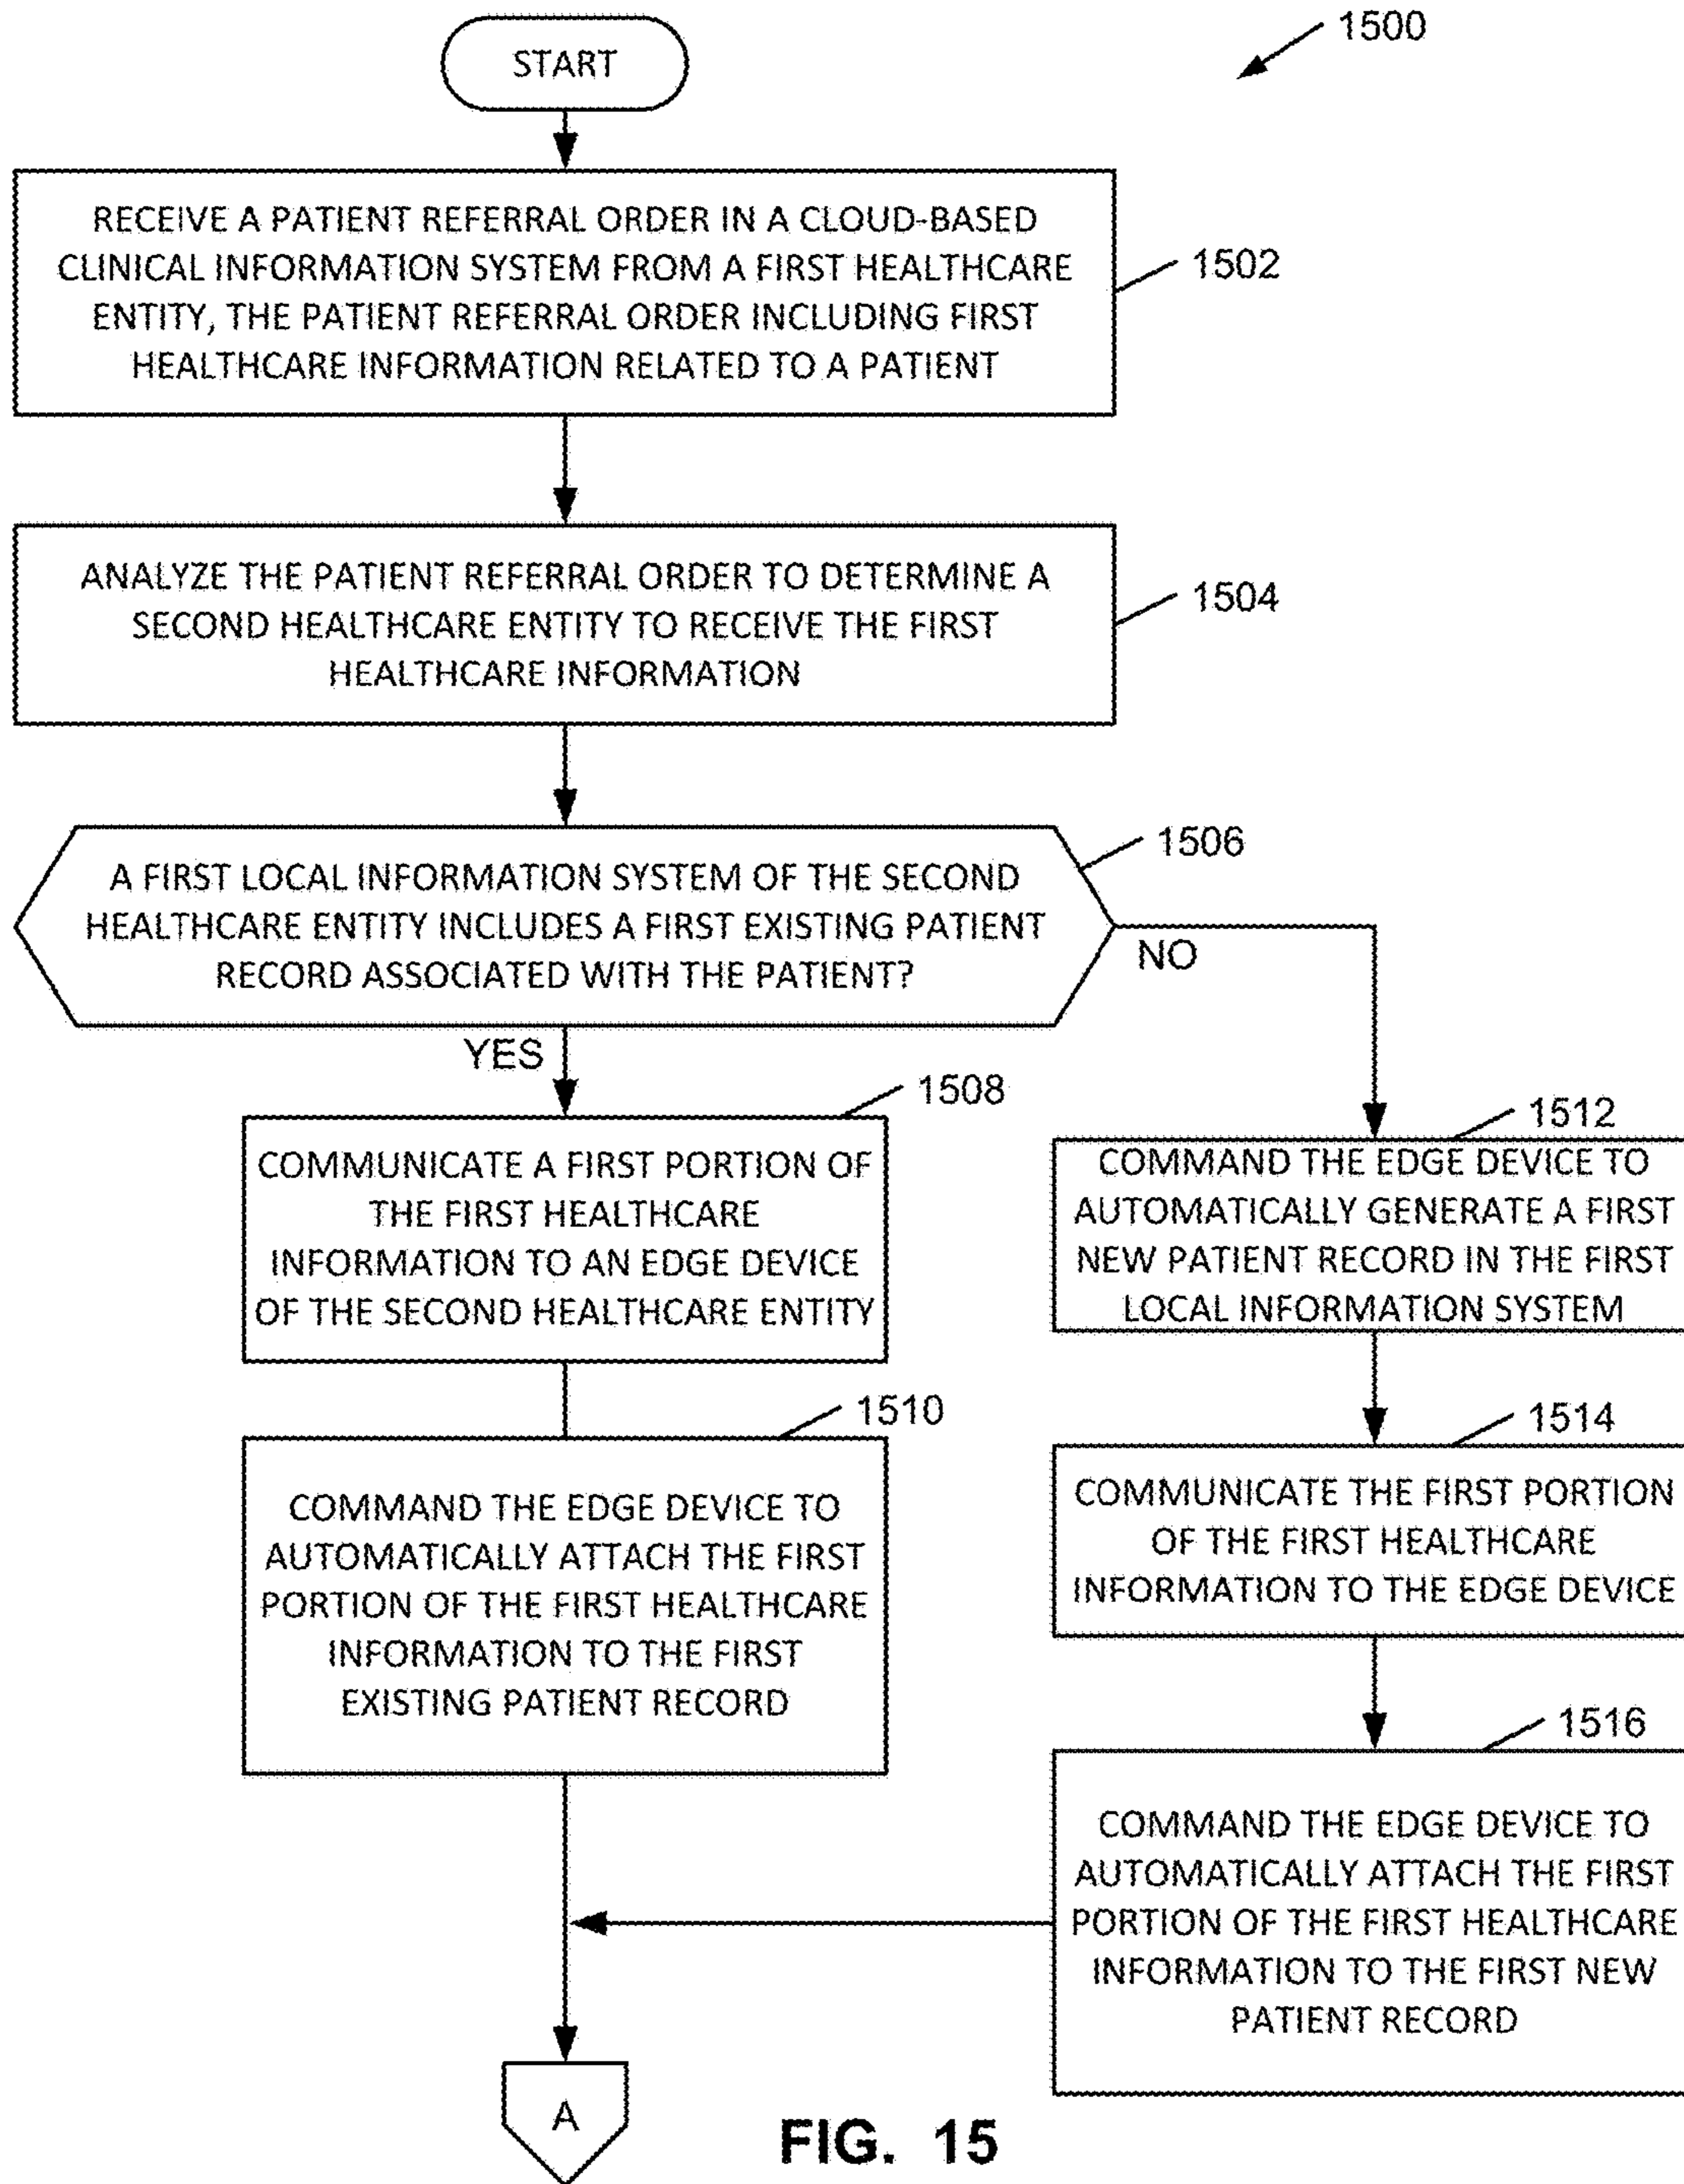 1500
START
RECEIVE A PATIENT REFERRAL ORDER IN A CLOUD-BASED
CLINICAL INFORMATION SYSTEM FROM A FIRST HEALTHCARE
ENTITY, THE PATIENT REFERRAL ORDER INCLUDING FIRST
HEALTHCARE INFORMATION RELATED TO A PATIENT
1502
ANALYZE THE PATIENT REFERRAL ORDER TO DETERMINE A
SECOND HEALTHCARE ENTITY TO RECEIVE THE FIRST
HEALTHCARE INFORMATION
1504
A FIRST LOCAL INFORMATION SYSTEM OF THE SECOND
HEALTHCARE ENTITY INCLUDES A FIRST EXISTING PATIENT
RECORD ASSOCIATED WITH THE PATIENT?
1506
NO
YES
1508
COMMUNICATE A FIRST PORTION OF
THE FIRST HEALTHCARE
INFORMATION TO AN EDGE DEVICE
OF THE SECOND HEALTHCARE ENTITY
1510
COMMAND THE EDGE DEVICE TO
AUTOMATICALLY ATTACH THE FIRST
PORTION OF THE FIRST HEALTHCARE
INFORMATION TO THE FIRST
EXISTING PATIENT RECORD
1512
COMMAND THE EDGE DEVICE TO
AUTOMATICALLY GENERATE A FIRST
NEW PATIENT RECORD IN THE FIRST
LOCAL INFORMATION SYSTEM
1514
COMMUNICATE THE FIRST PORTION
OF THE FIRST HEALTHCARE
INFORMATION TO THE EDGE DEVICE
1516
COMMAND THE EDGE DEVICE TO
AUTOMATICALLY ATTACH THE FIRST
PORTION OF THE FIRST HEALTHCARE
INFORMATION TO THE FIRST NEW
PATIENT RECORD
A
FIG. 15